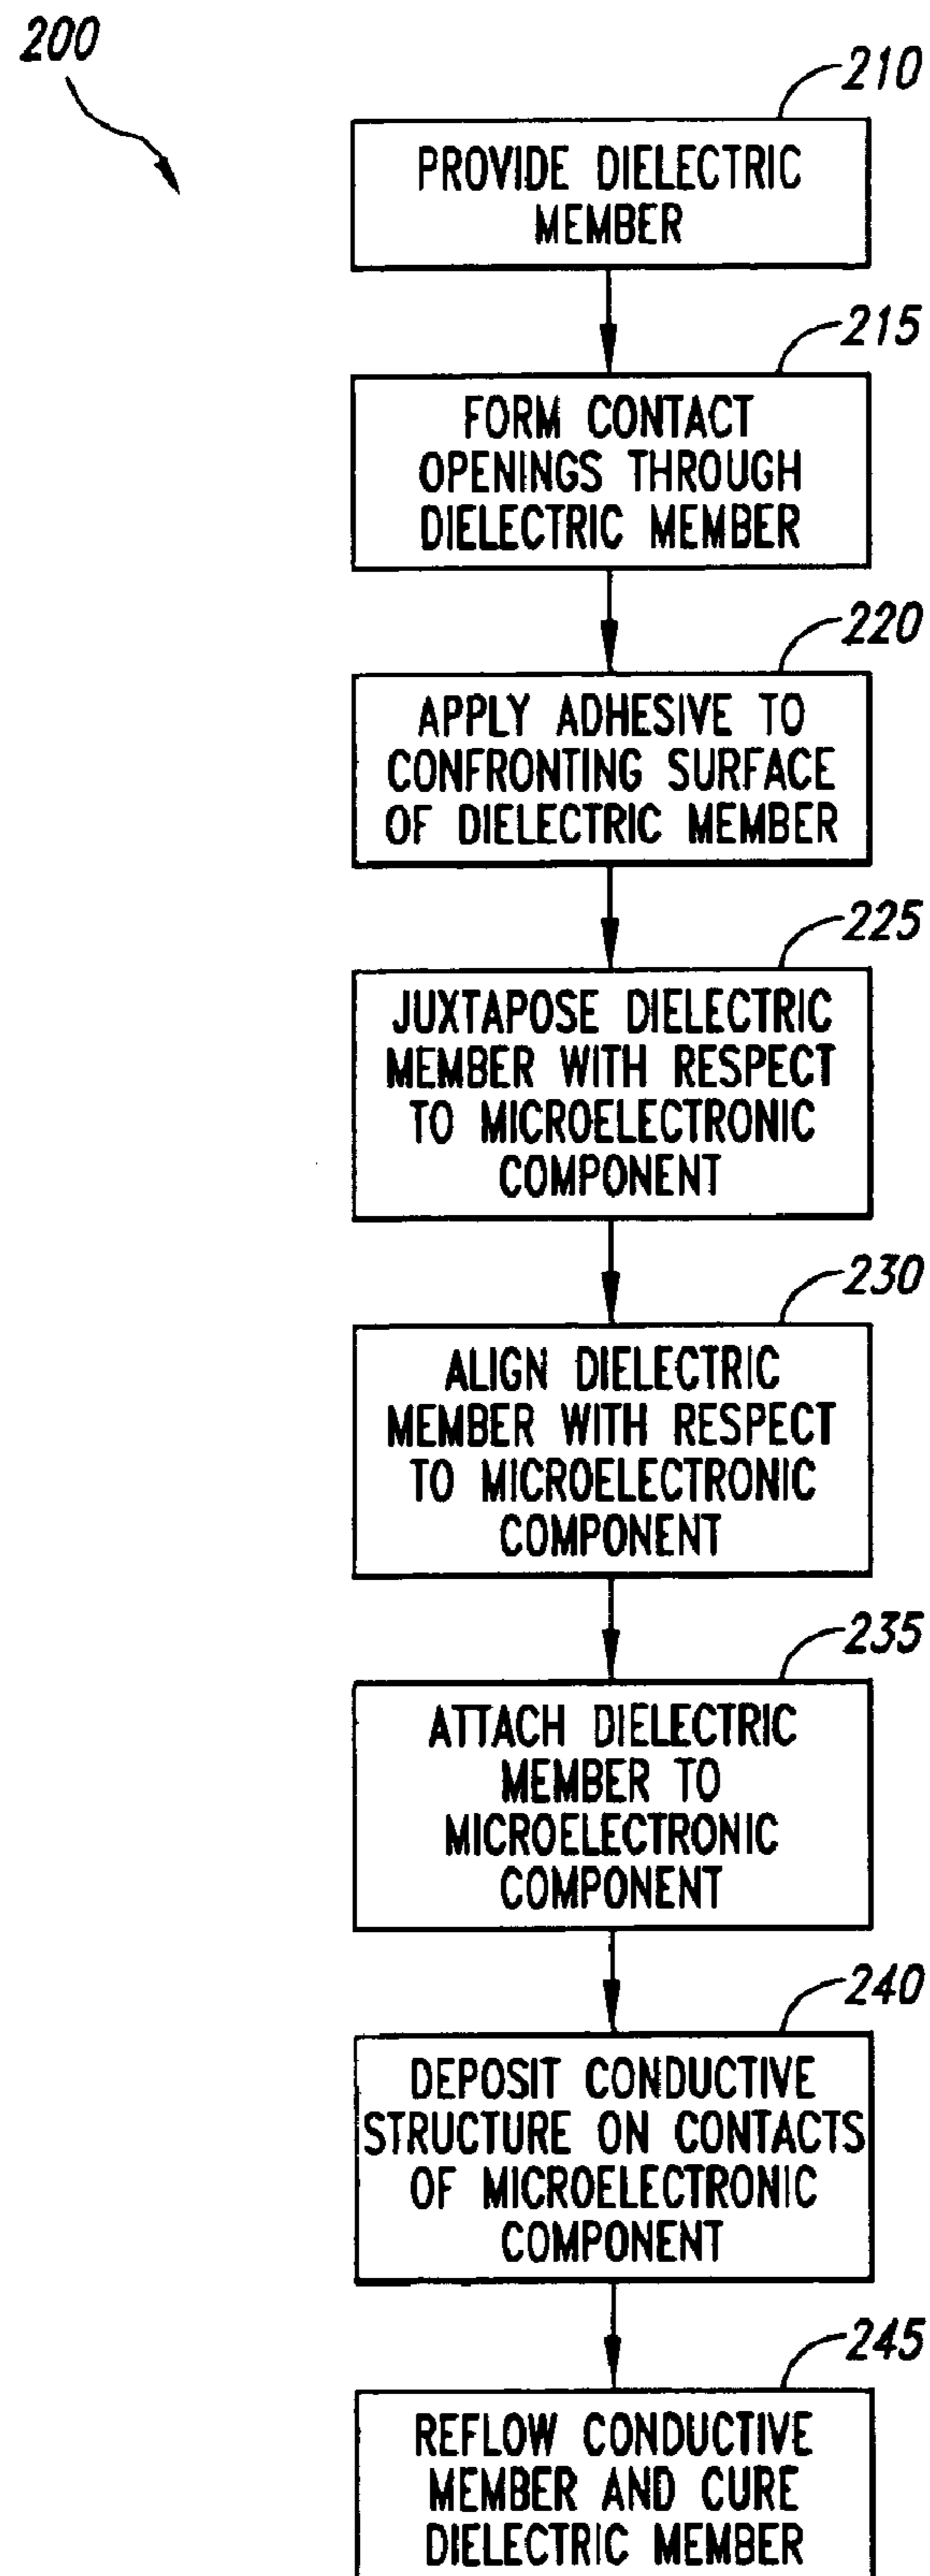 200
210
PROVIDE DIELECTRIC
MEMBER
215
FORM CONTACT
OPENINGS THROUGH
DIELECTRIC MEMBER
220
APPLY ADHESIVE TO
CONFRONTING SURFACE
OF DIELECTRIC MEMBER
225
JUXTAPOSE DIELECTRIC
MEMBER WITH RESPECT
TO MICROELECTRONIC
COMPONENT
230
ALIGN DIELECTRIC
MEMBER WITH RESPECT
TO MICROELECTRONIC
COMPONENT
235
ATTACH DIELECTRIC
MEMBER TO
MICROELECTRONIC
COMPONENT
240
DEPOSIT CONDUCTIVE
STRUCTURE ON CONTACTS
OF MICROELECTRONIC
COMPONENT
245
REFLOW CONDUCTIVE
MEMBER AND CURE
DIELECTRIC MEMBER